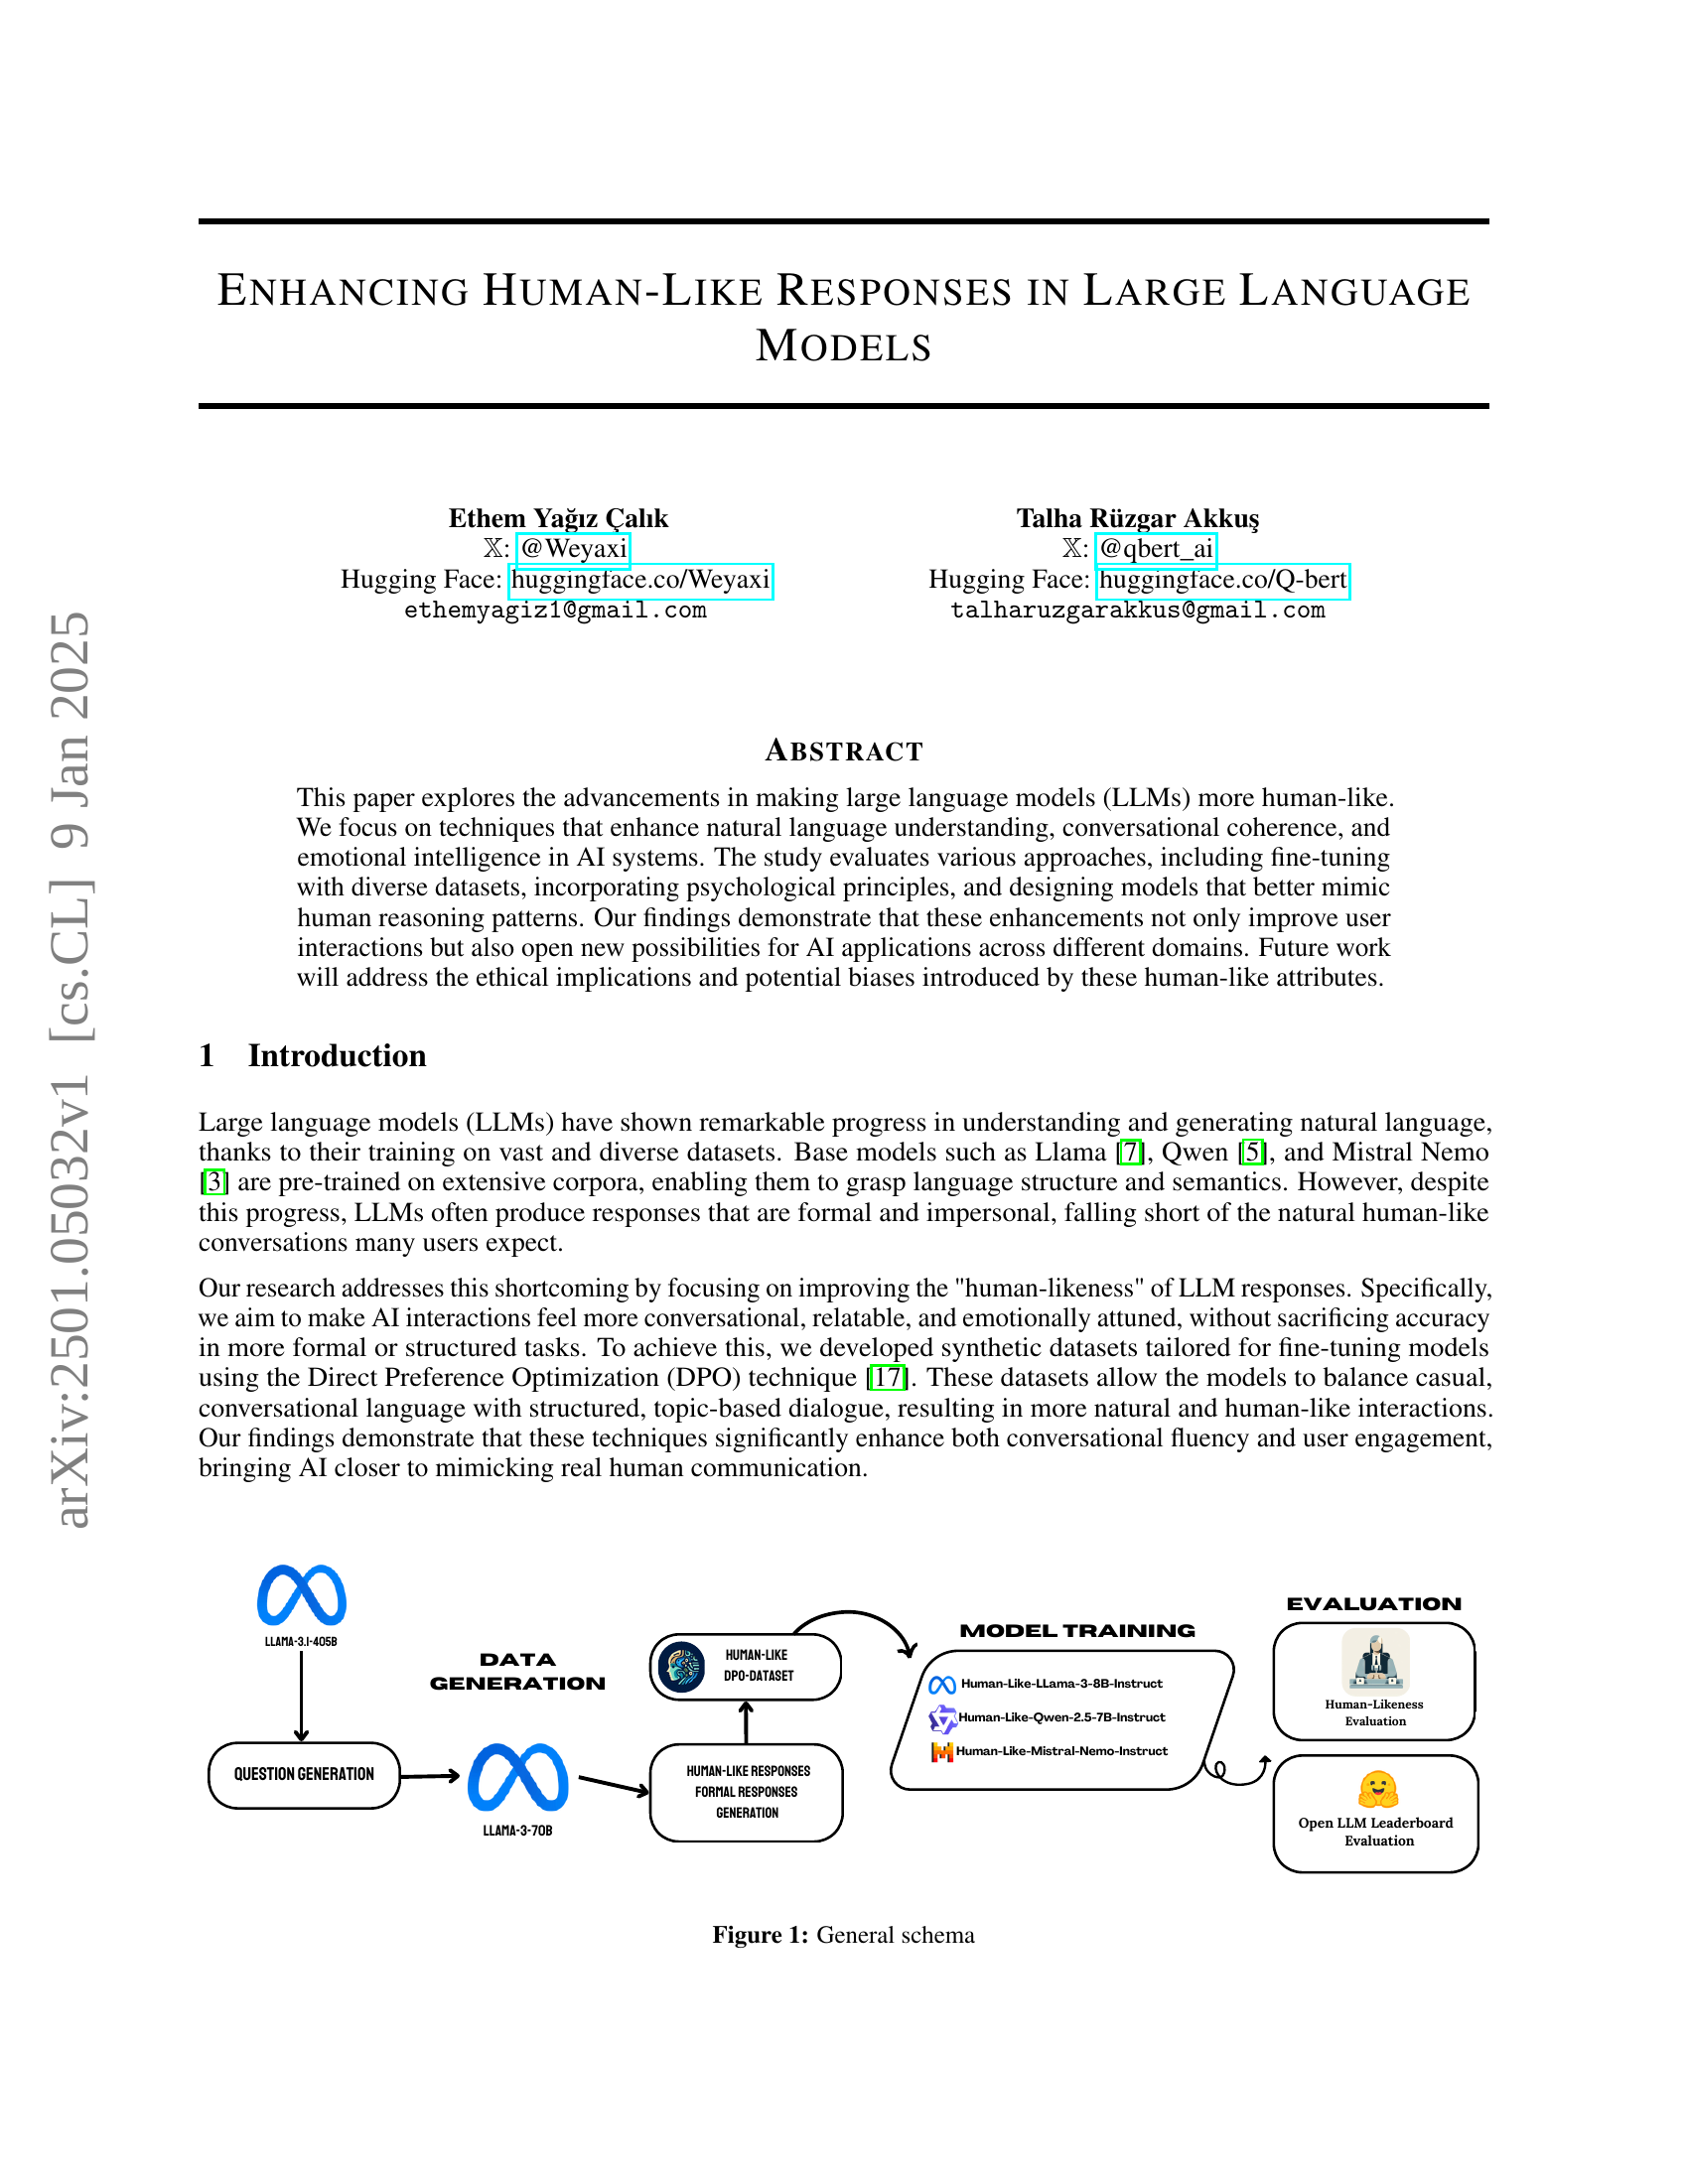 ENHANCING HUMAN-LIKE RESPONSES IN LARGE LANGUAGE
MODELS
Ethem Yağız Çalık
𝕏: @Weyaxi
Hugging Face: huggingface.co/Weyaxi
ethemyagiz1@gmail.com
Talha Rüzgar Akkuş
𝕏: @qbert_ai
Hugging Face: huggingface.co/Q-bert
talharuzgarakkus@gmail.com
arXiv:2501.05032v1 [cs.CL] 9 Jan 2025
ABSTRACT
This paper explores the advancements in making large language models (LLMs) more human-like.
We focus on techniques that enhance natural language understanding, conversational coherence, and
emotional intelligence in AI systems. The study evaluates various approaches, including fine-tuning
with diverse datasets, incorporating psychological principles, and designing models that better mimic
human reasoning patterns. Our findings demonstrate that these enhancements not only improve user
interactions but also open new possibilities for AI applications across different domains. Future work
will address the ethical implications and potential biases introduced by these human-like attributes.
1 Introduction
Large language models (LLMs) have shown remarkable progress in understanding and generating natural language,
thanks to their training on vast and diverse datasets. Base models such as Llama [7], Qwen [5], and Mistral Nemo
[3] are pre-trained on extensive corpora, enabling them to grasp language structure and semantics. However, despite
this progress, LLMs often produce responses that are formal and impersonal, falling short of the natural human-like
conversations many users expect.
Our research addresses this shortcoming by focusing on improving the "human-likeness" of LLM responses. Specifically,
we aim to make AI interactions feel more conversational, relatable, and emotionally attuned, without sacrificing accuracy
in more formal or structured tasks. To achieve this, we developed synthetic datasets tailored for fine-tuning models
using the Direct Preference Optimization (DPO) technique [17]. These datasets allow the models to balance casual,
conversational language with structured, topic-based dialogue, resulting in more natural and human-like interactions.
Our findings demonstrate that these techniques significantly enhance both conversational fluency and user engagement,
bringing AI closer to mimicking real human communication.
LLAMA-3.1-405B
QUESTION GENERATION
DATA
GENERATION
LLAMA-3-70B
HUMAN-LIKE RESPONSES
FORMAL RESPONSES
GENERATION
HUMAN-LIKE
DPO-DATASET
MODEL TRAINING
Human-Like-LLama-3-8B-Instruct
Human-Like-Qwen-2.5-7B-Instruct
Human-Like-Mistral-Nemo-Instruct
EVALUATION
Human-Likeness
Evaluation
Open LLM Leaderboard
Evaluation
Figure 1: General schema